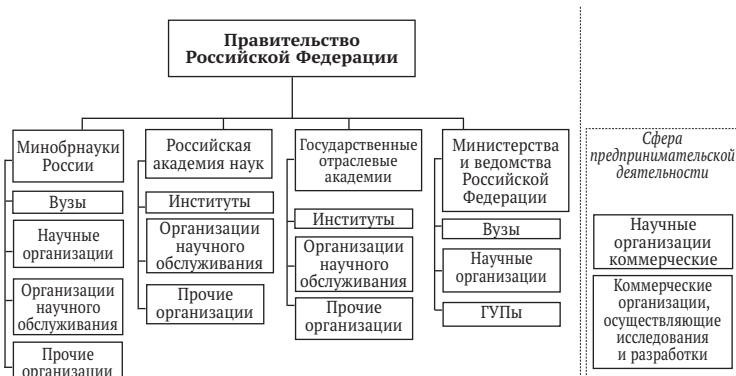 Правительство
Российской Федерации
Минобрнауки
России
Вузы
Научные
организации
Организации
научного
обслуживания
Прочие
организации
Российская
академия наук
Институты
Организации
научного
обслуживания
Прочие
организации
Государственные
отраслевые
академии
Институты
Организации
научного
обслуживания
Прочие
организации
Министерства
и ведомства
Российской
Федерации
Вузы
Научные
организации
ГУПы
Сфера
предпринимательской
деятельности
Научные
организации
коммерческие
Коммерческие
организации,
осуществляющие
исследования
и разработки